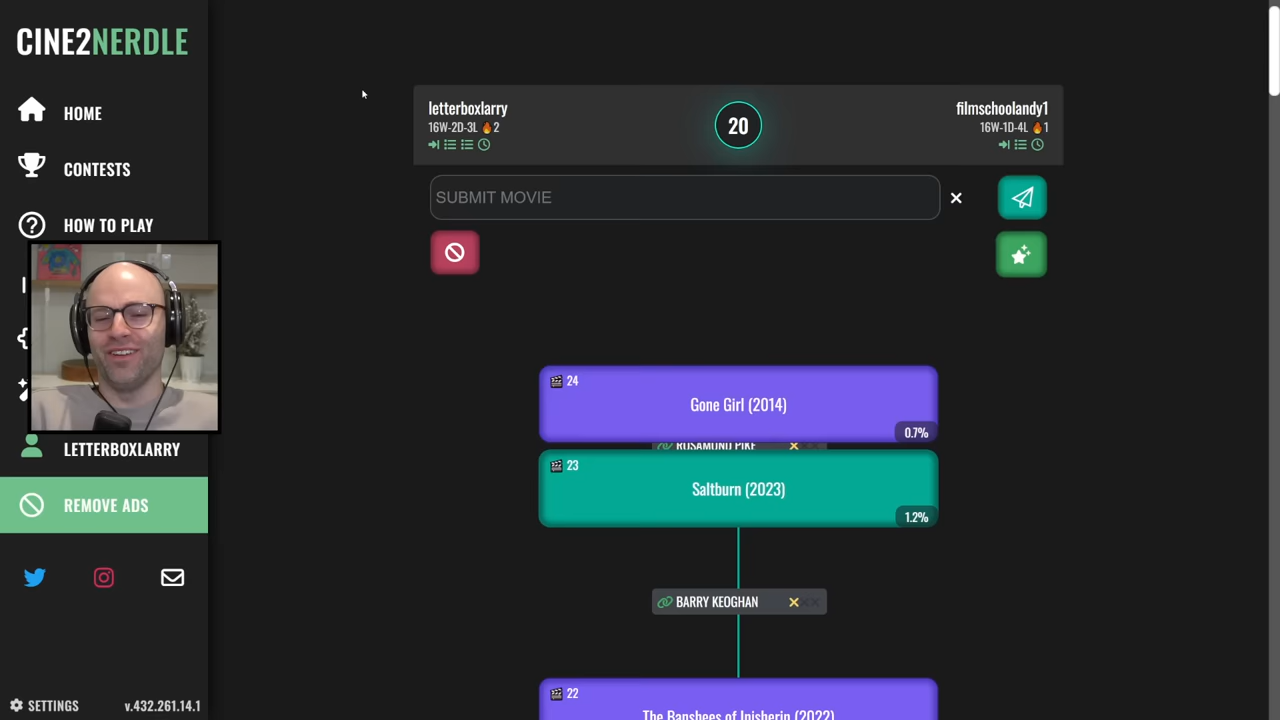 CINE2NERDLE
HOME
CONTESTS
HOW TO PLAY
LETTERBOXLARRY
REMOVE ADS
SETTINGS
v.432.261.14.1
letterboxlarry
16W-2D-3L 🔥2
20
filmschoolandy1
16W-1D-4L 🔥1
SUBMIT MOVIE
24
Gone Girl (2014)
0.7%
ROSAMUND PIKE
23
Saltburn (2023)
1.2%
BARRY KEOGHAN
22
The Banshees of Inisherin (2022)